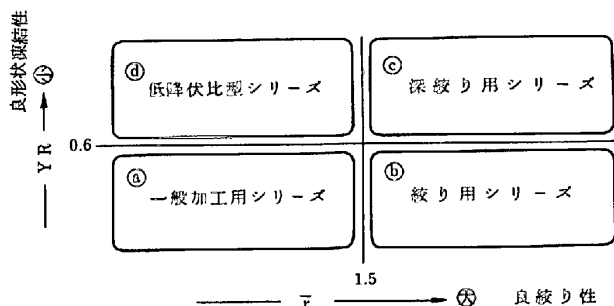 良形状凍結性
小
YR
0.6
ⓓ
低降伏比型シリーズ
ⓒ
深絞り用シリーズ
ⓐ
一般加工用シリーズ
ⓑ
絞り用シリーズ
1.5
r̄
大
良絞り性